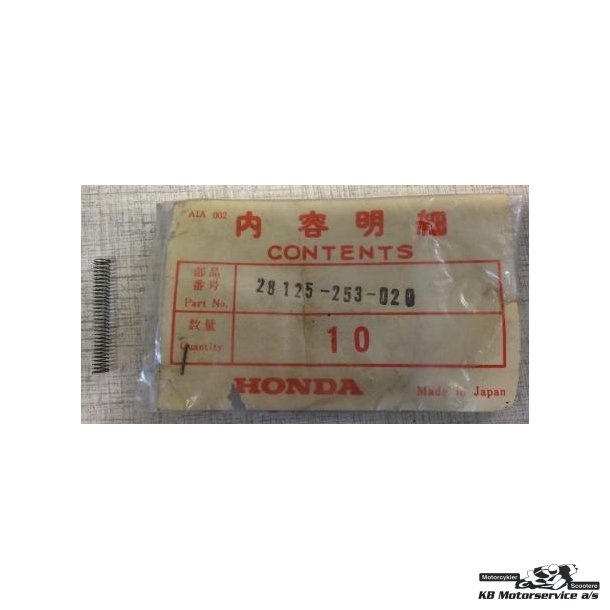 A1A 002
内容明細
CONTENTS
部品
番号
Part No.
28125-253-020
数量
Quantity
10
HONDA
Made in Japan
Motorcykler
Scootere
KB Motorservice a/s